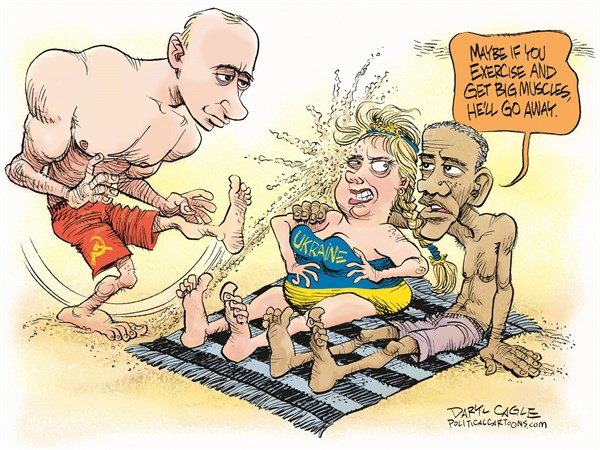 MAYBE IF YOU
EXERCISE AND
GET BIG MUSCLES,
HE'LL GO AWAY.
UKRAINE
DARYL CAGLE
POLITICALCARTOONS.com